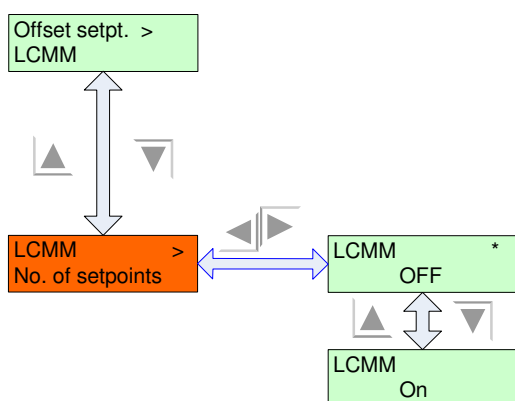 Offset setpt. >
LCMM
LCMM >
No. of setpoints
LCMM *
OFF
LCMM
On